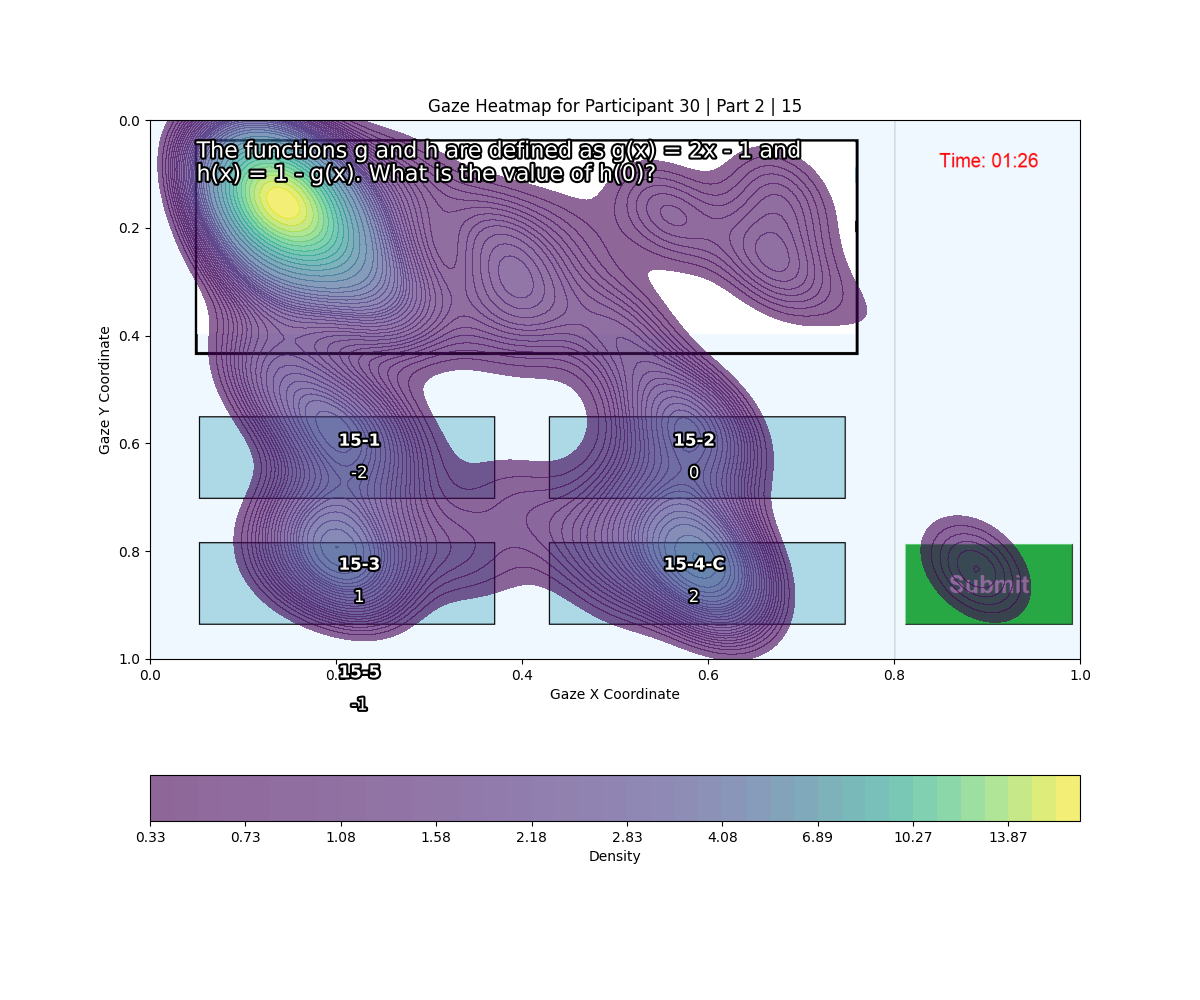 Gaze Heatmap for Participant 30 | Part 2 | 15
The functions g and h are defined as g(x) = 2x - 1 and
h(x) = 1 - g(x). What is the value of h(0)?
Time: 01:26
15-1
-2
15-2
0
15-3
1
15-4-C
2
Submit
15-5
-1
Gaze Y Coordinate
0.0
0.2
0.4
0.6
0.8
1.0
0.0 0.4 0.6 0.8 1.0
Gaze X Coordinate
0.33 0.73 1.08 1.58 2.18 2.83 4.08 6.89 10.27 13.87
Density